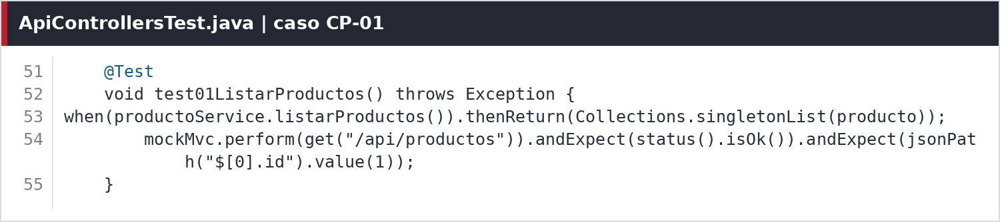 ApiControllersTest.java | caso CP-01
51     @Test
52     void test01ListarProductos() throws Exception {
53 when(productoService.listarProductos()).thenReturn(Collections.singletonList(producto));
54         mockMvc.perform(get("/api/productos")).andExpect(status().isOk()).andExpect(jsonPat
h("$[0].id").value(1));
55     }